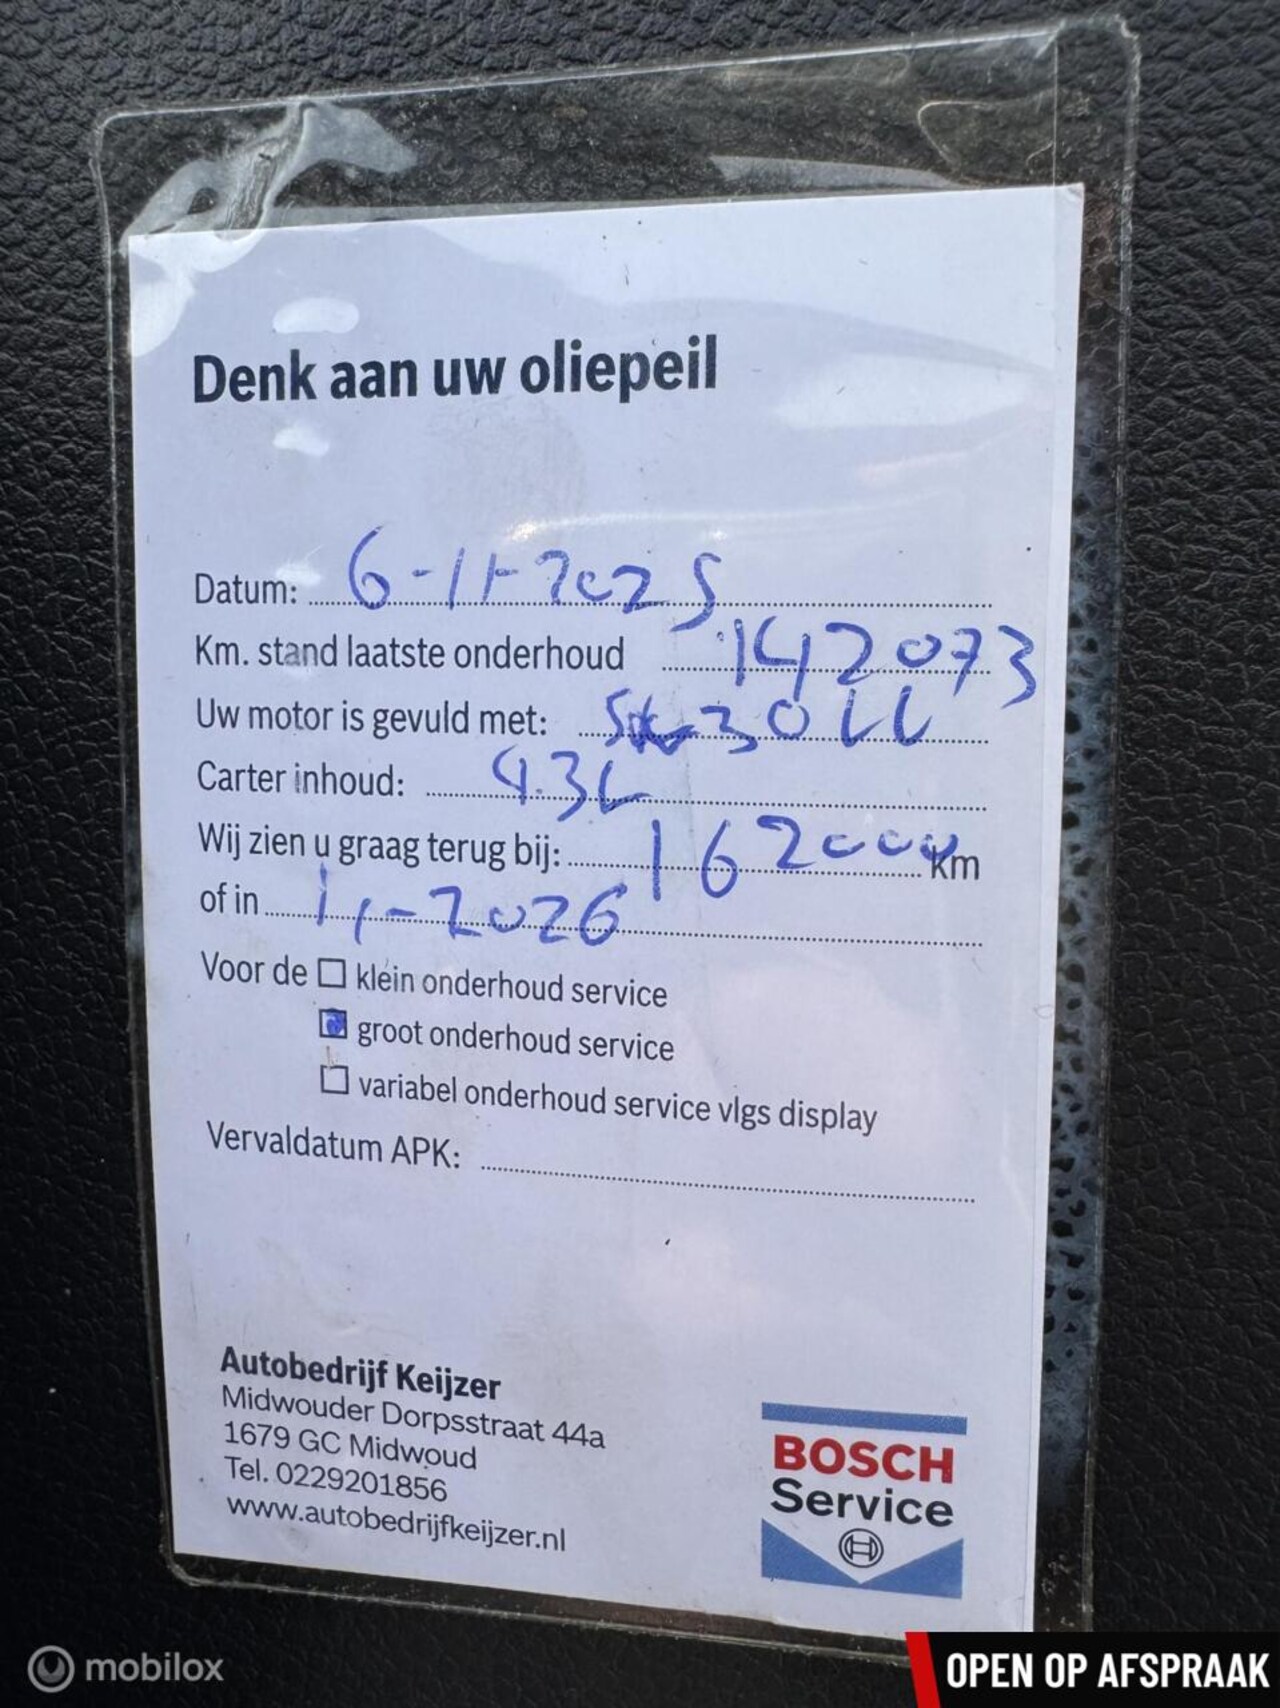 Denk aan uw oliepeil
Datum: 6-11-2025
Km. stand laatste onderhoud 142073
Uw motor is gevuld met: 30 LL
Carter inhoud: 4.3L
Wij zien u graag terug bij: 162000 km
of in 11-2026
Voor de klein onderhoud service
groot onderhoud service
variabel onderhoud service vlgs display
Vervaldatum APK:
Autobedrijf Keijzer
Midwouder Dorpsstraat 44a
1679 GC Midwoud
Tel. 0229201856
www.autobedrijfkeijzer.nl
BOSCH
Service
mobilox
OPEN OP AFSPRAAK